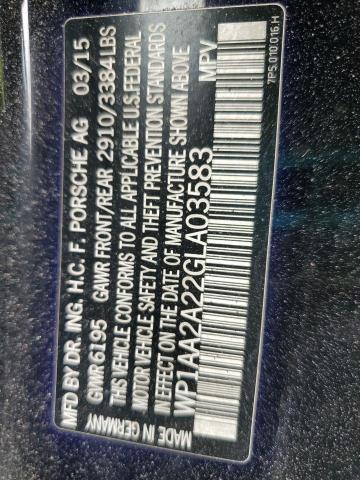 MFD BY DR. ING. H.C. F. PORSCHE AG 03/15
GWR 6195 GAWR FRONT/REAR 2910/3384LBS
THIS VEHICLE CONFORMS TO ALL APPLICABLE U.S.FEDERAL
MOTOR VEHICLE SAFETY AND THEFT PREVENTION STANDARDS
IN EFFECT ON THE DATE OF MANUFACTURE SHOWN ABOVE
WP1AA2A22GLA03583 MPV
MADE IN
7P5.010.016.H